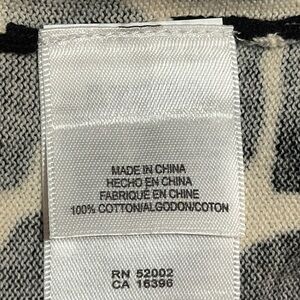 MADE IN CHINA
HECHO EN CHINA
FABRIQUÉ EN CHINE
100% COTTON/ALGODON/COTON
RN 52002
CA 16396